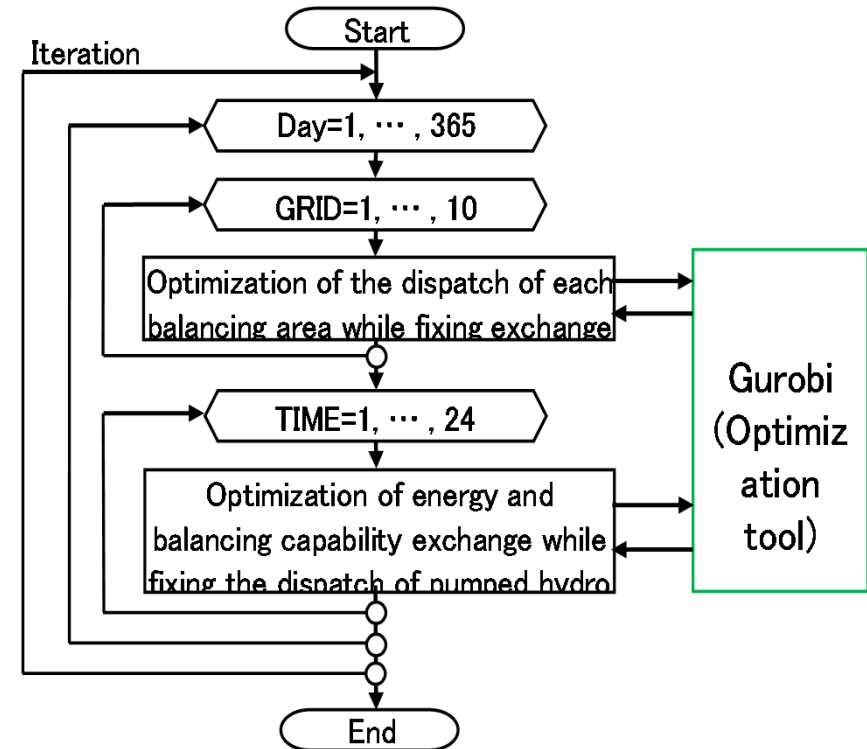 Start
Iteration
Day=1, ⋯ , 365
GRID=1, ⋯ , 10
Optimization of the dispatch of each
balancing area while fixing exchange
TIME=1, ⋯ , 24
Optimization of energy and
balancing capability exchange while
fixing the dispatch of pumped hydro
Gurobi
(Optimiz
ation
tool)
End